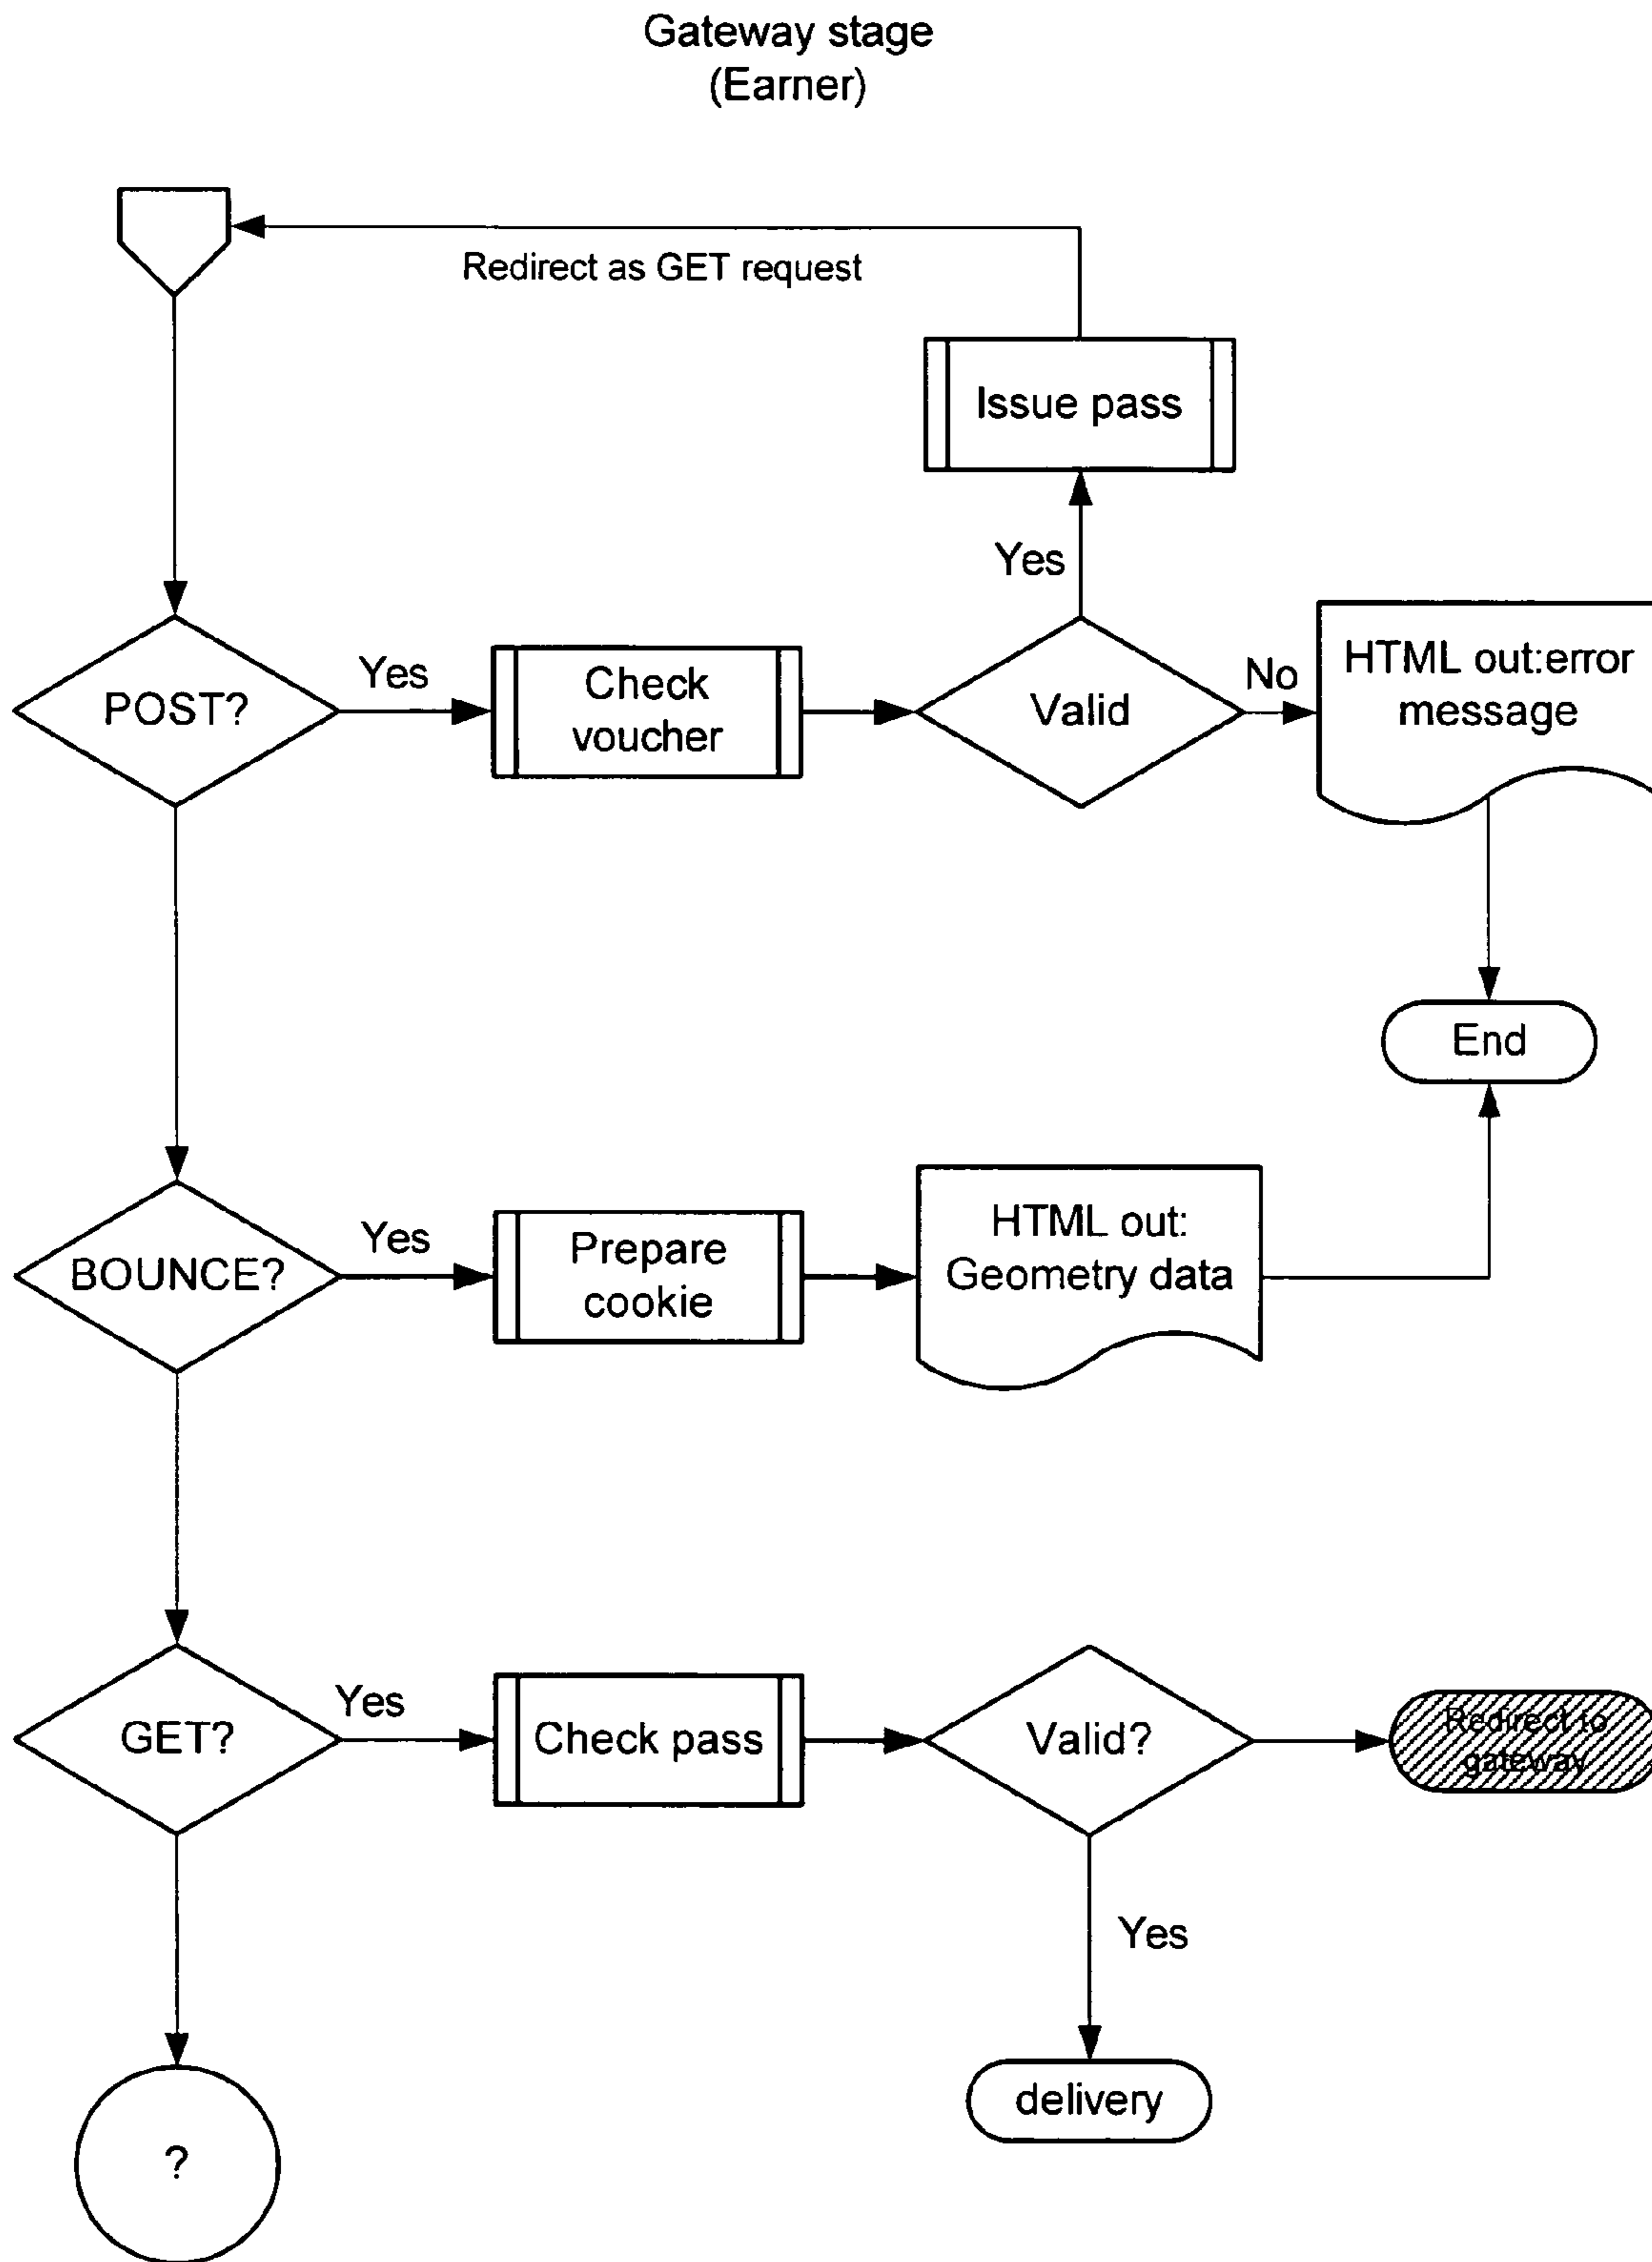 Gateway stage
(Earner)
Redirect as GET request
Issue pass
Yes
POST?
Yes
Check
voucher
Valid
No
HTML out:error
message
End
BOUNCE?
Yes
Prepare
cookie
HTML out:
Geometry data
GET?
Yes
Check pass
Valid?
Redirect to
gateway
Yes
delivery
?